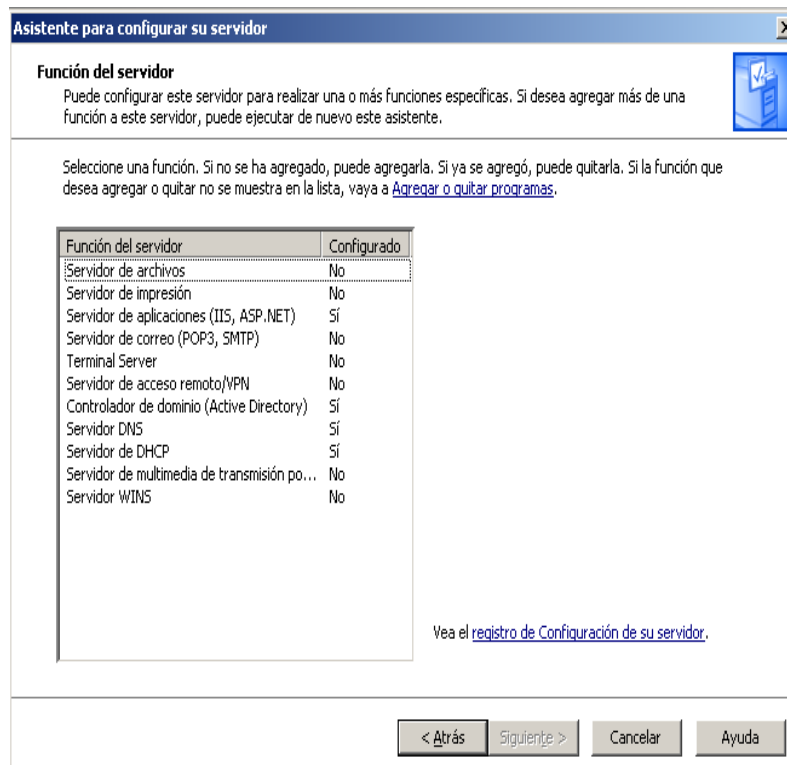 Asistente para configurar su servidor
Función del servidor
Puede configurar este servidor para realizar una o más funciones específicas. Si desea agregar más de una
función a este servidor, puede ejecutar de nuevo este asistente.
Seleccione una función. Si no se ha agregado, puede agregarla. Si ya se agregó, puede quitarla. Si la función que
desea agregar o quitar no se muestra en la lista, vaya a Agregar o quitar programas.
Función del servidor Configurado
Servidor de archivos No
Servidor de impresión No
Servidor de aplicaciones (IIS, ASP.NET) Sí
Servidor de correo (POP3, SMTP) No
Terminal Server No
Servidor de acceso remoto/VPN No
Controlador de dominio (Active Directory) Sí
Servidor DNS Sí
Servidor de DHCP Sí
Servidor de multimedia de transmisión po... No
Servidor WINS No
Vea el registro de Configuración de su servidor.
< Atrás Siguiente > Cancelar Ayuda